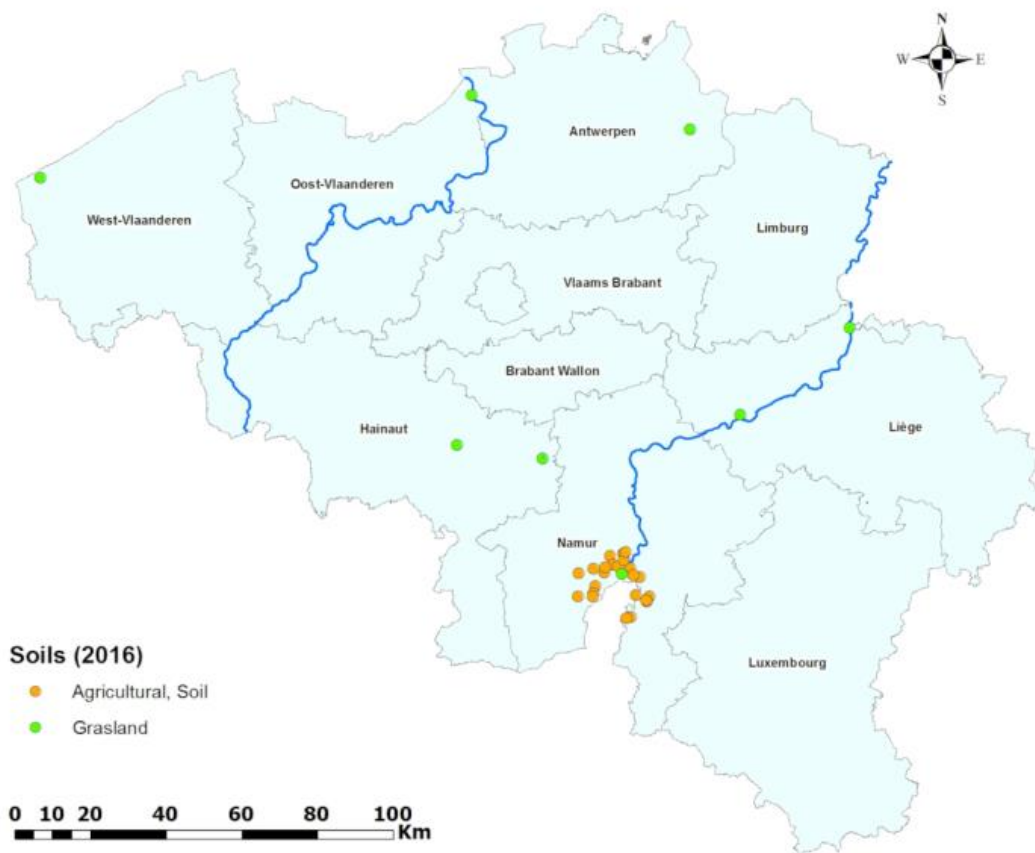 N
W E
S
Antwerpen
Oost-Vlaanderen
West-Vlaanderen
Limburg
Vlaams Brabant
Brabant Wallon
Hainaut
Liège
Namur
Luxembourg
Soils (2016)
Agricultural, Soil
Grasland
0 10 20 40 60 80 100
Km